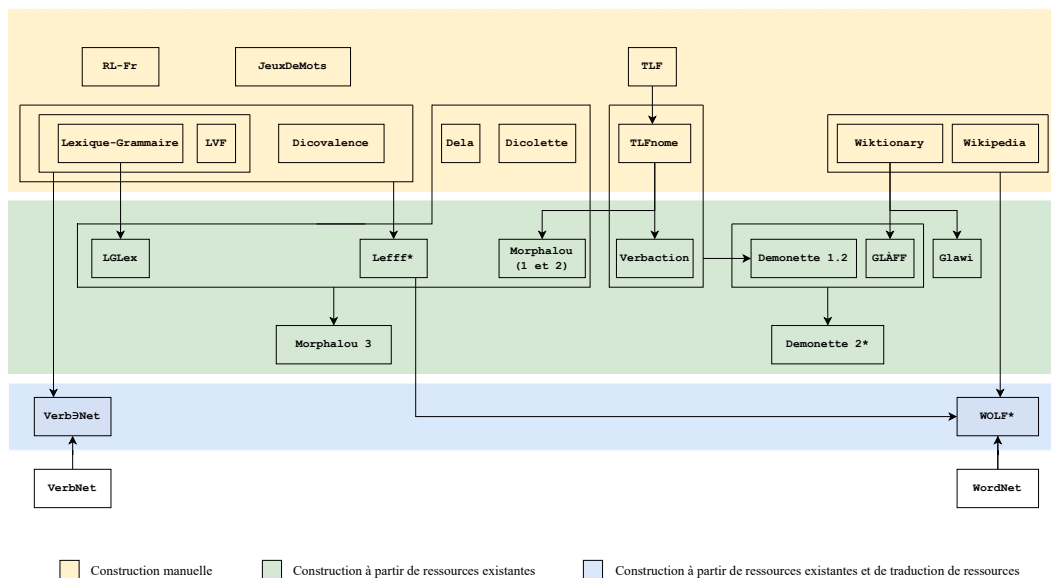 RL-Fr
JeuxDeMots
TLF
Lexique-Grammaire
LVF
Dicovalence
Dela
Dicolette
TLFnome
Wiktionary
Wikipedia
LGLex
Lefff*
Morphalou
(1 et 2)
Verbaction
Demonette 1.2
GLÀFF
Glawi
Morphalou 3
Demonette 2*
Verb∋Net
WOLF*
VerbNet
WordNet
Construction manuelle
Construction à partir de ressources existantes
Construction à partir de ressources existantes et de traduction de ressources